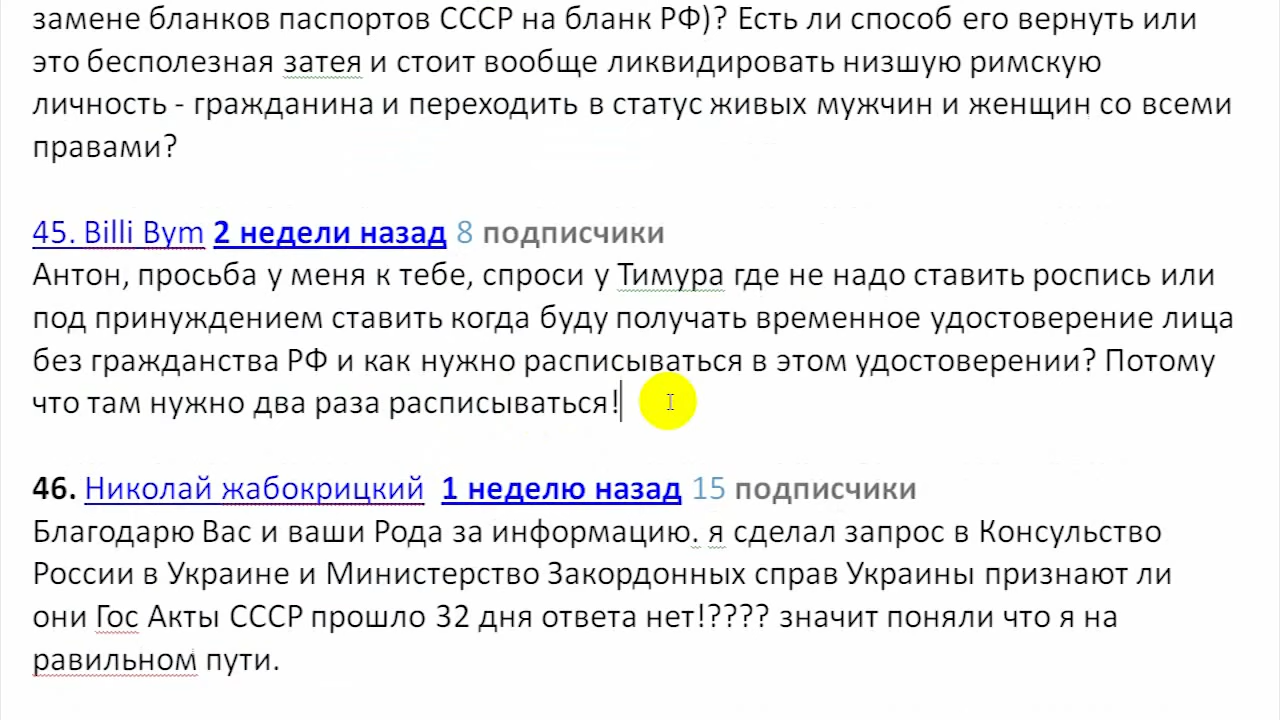 замене бланков паспортов СССР на бланк РФ)? Есть ли способ его вернуть или
это бесполезная затея и стоит вообще ликвидировать низшую римскую
личность - гражданина и переходить в статус живых мужчин и женщин со всеми
правами?
45. Billi Bym 2 недели назад 8 подписчики
Антон, просьба у меня к тебе, спроси у Тимура где не надо ставить роспись или
под принуждением ставить когда буду получать временное удостоверение лица
без гражданства РФ и как нужно расписываться в этом удостоверении? Потому
что там нужно два раза расписываться!
46. Николай жабокрицкий 1 неделю назад 15 подписчики
Благодарю Вас и ваши Рода за информацию. я сделал запрос в Консульство
России в Украине и Министерство Закордонных справ Украины признают ли
они Гос Акты СССР прошло 32 дня ответа нет!???? значит поняли что я на
равильном пути.